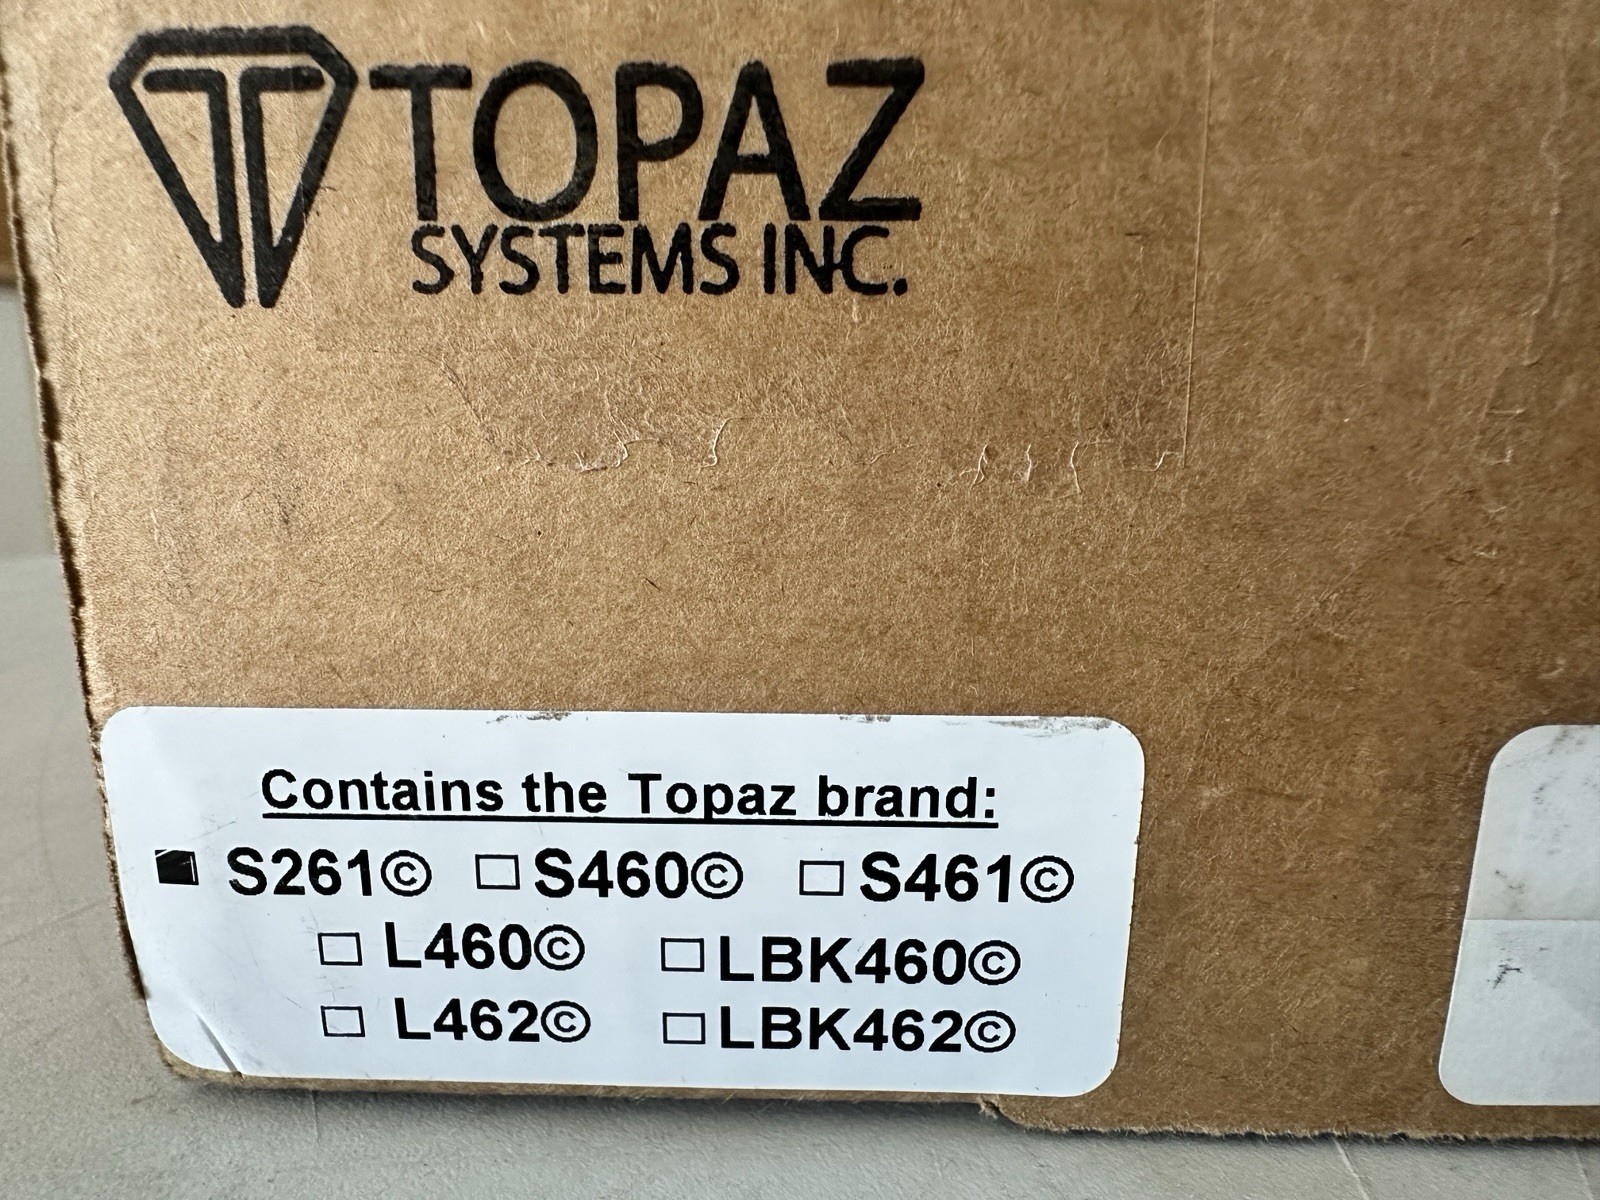 TOPAZ
SYSTEMS INC.
Contains the Topaz brand:
■ S261© □ S460© □ S461©
□ L460© □ LBK460©
□ L462© □ LBK462©